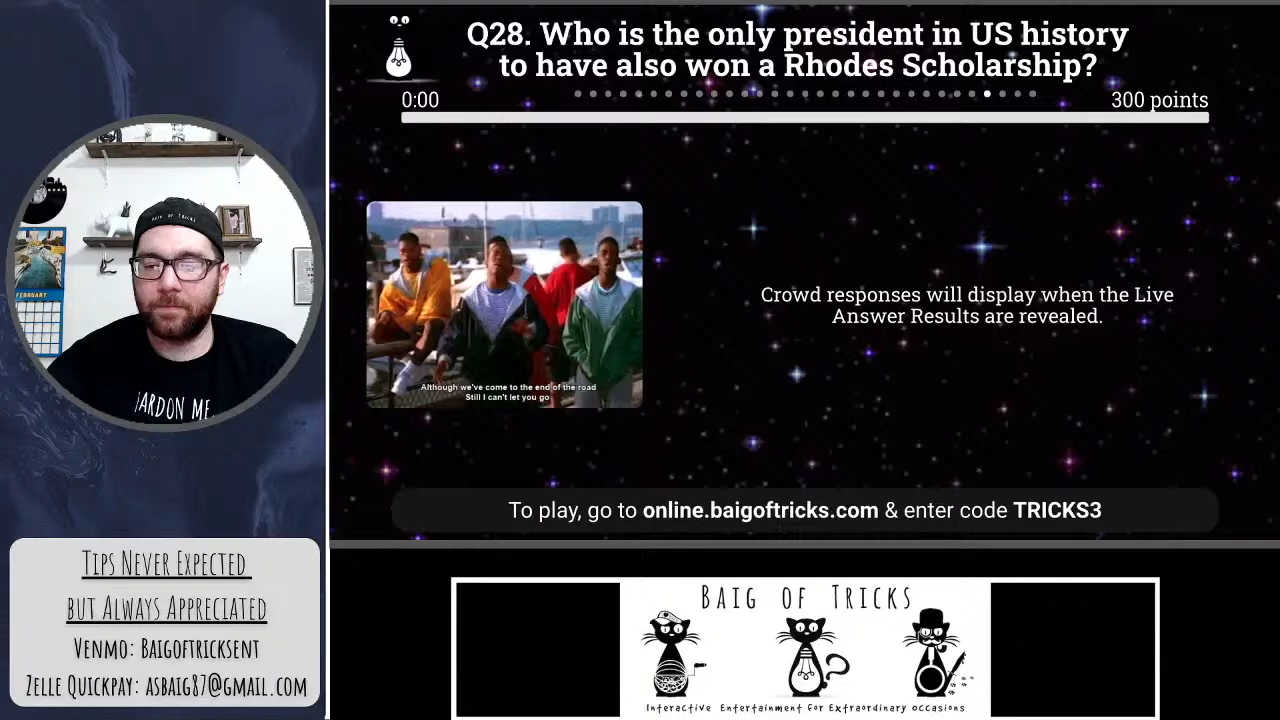 Q28. Who is the only president in US history
to have also won a Rhodes Scholarship?
0:00
300 points
BAIG OF TRICKS
FEBRUARY
ARDON ME,
Although we've come to the end of the road
Still I can't let you go
Crowd responses will display when the Live
Answer Results are revealed.
To play, go to online.baigoftricks.com & enter code TRICKS3
TIPS NEVER EXPECTED
BUT ALWAYS APPRECIATED
VENMO: BAIGOFTRICKSENT
ZELLE QUICKPAY: ASBAIG87@GMAIL.COM
BAIG OF TRICKS
Interactive Entertainment for Extraordinary Occasions